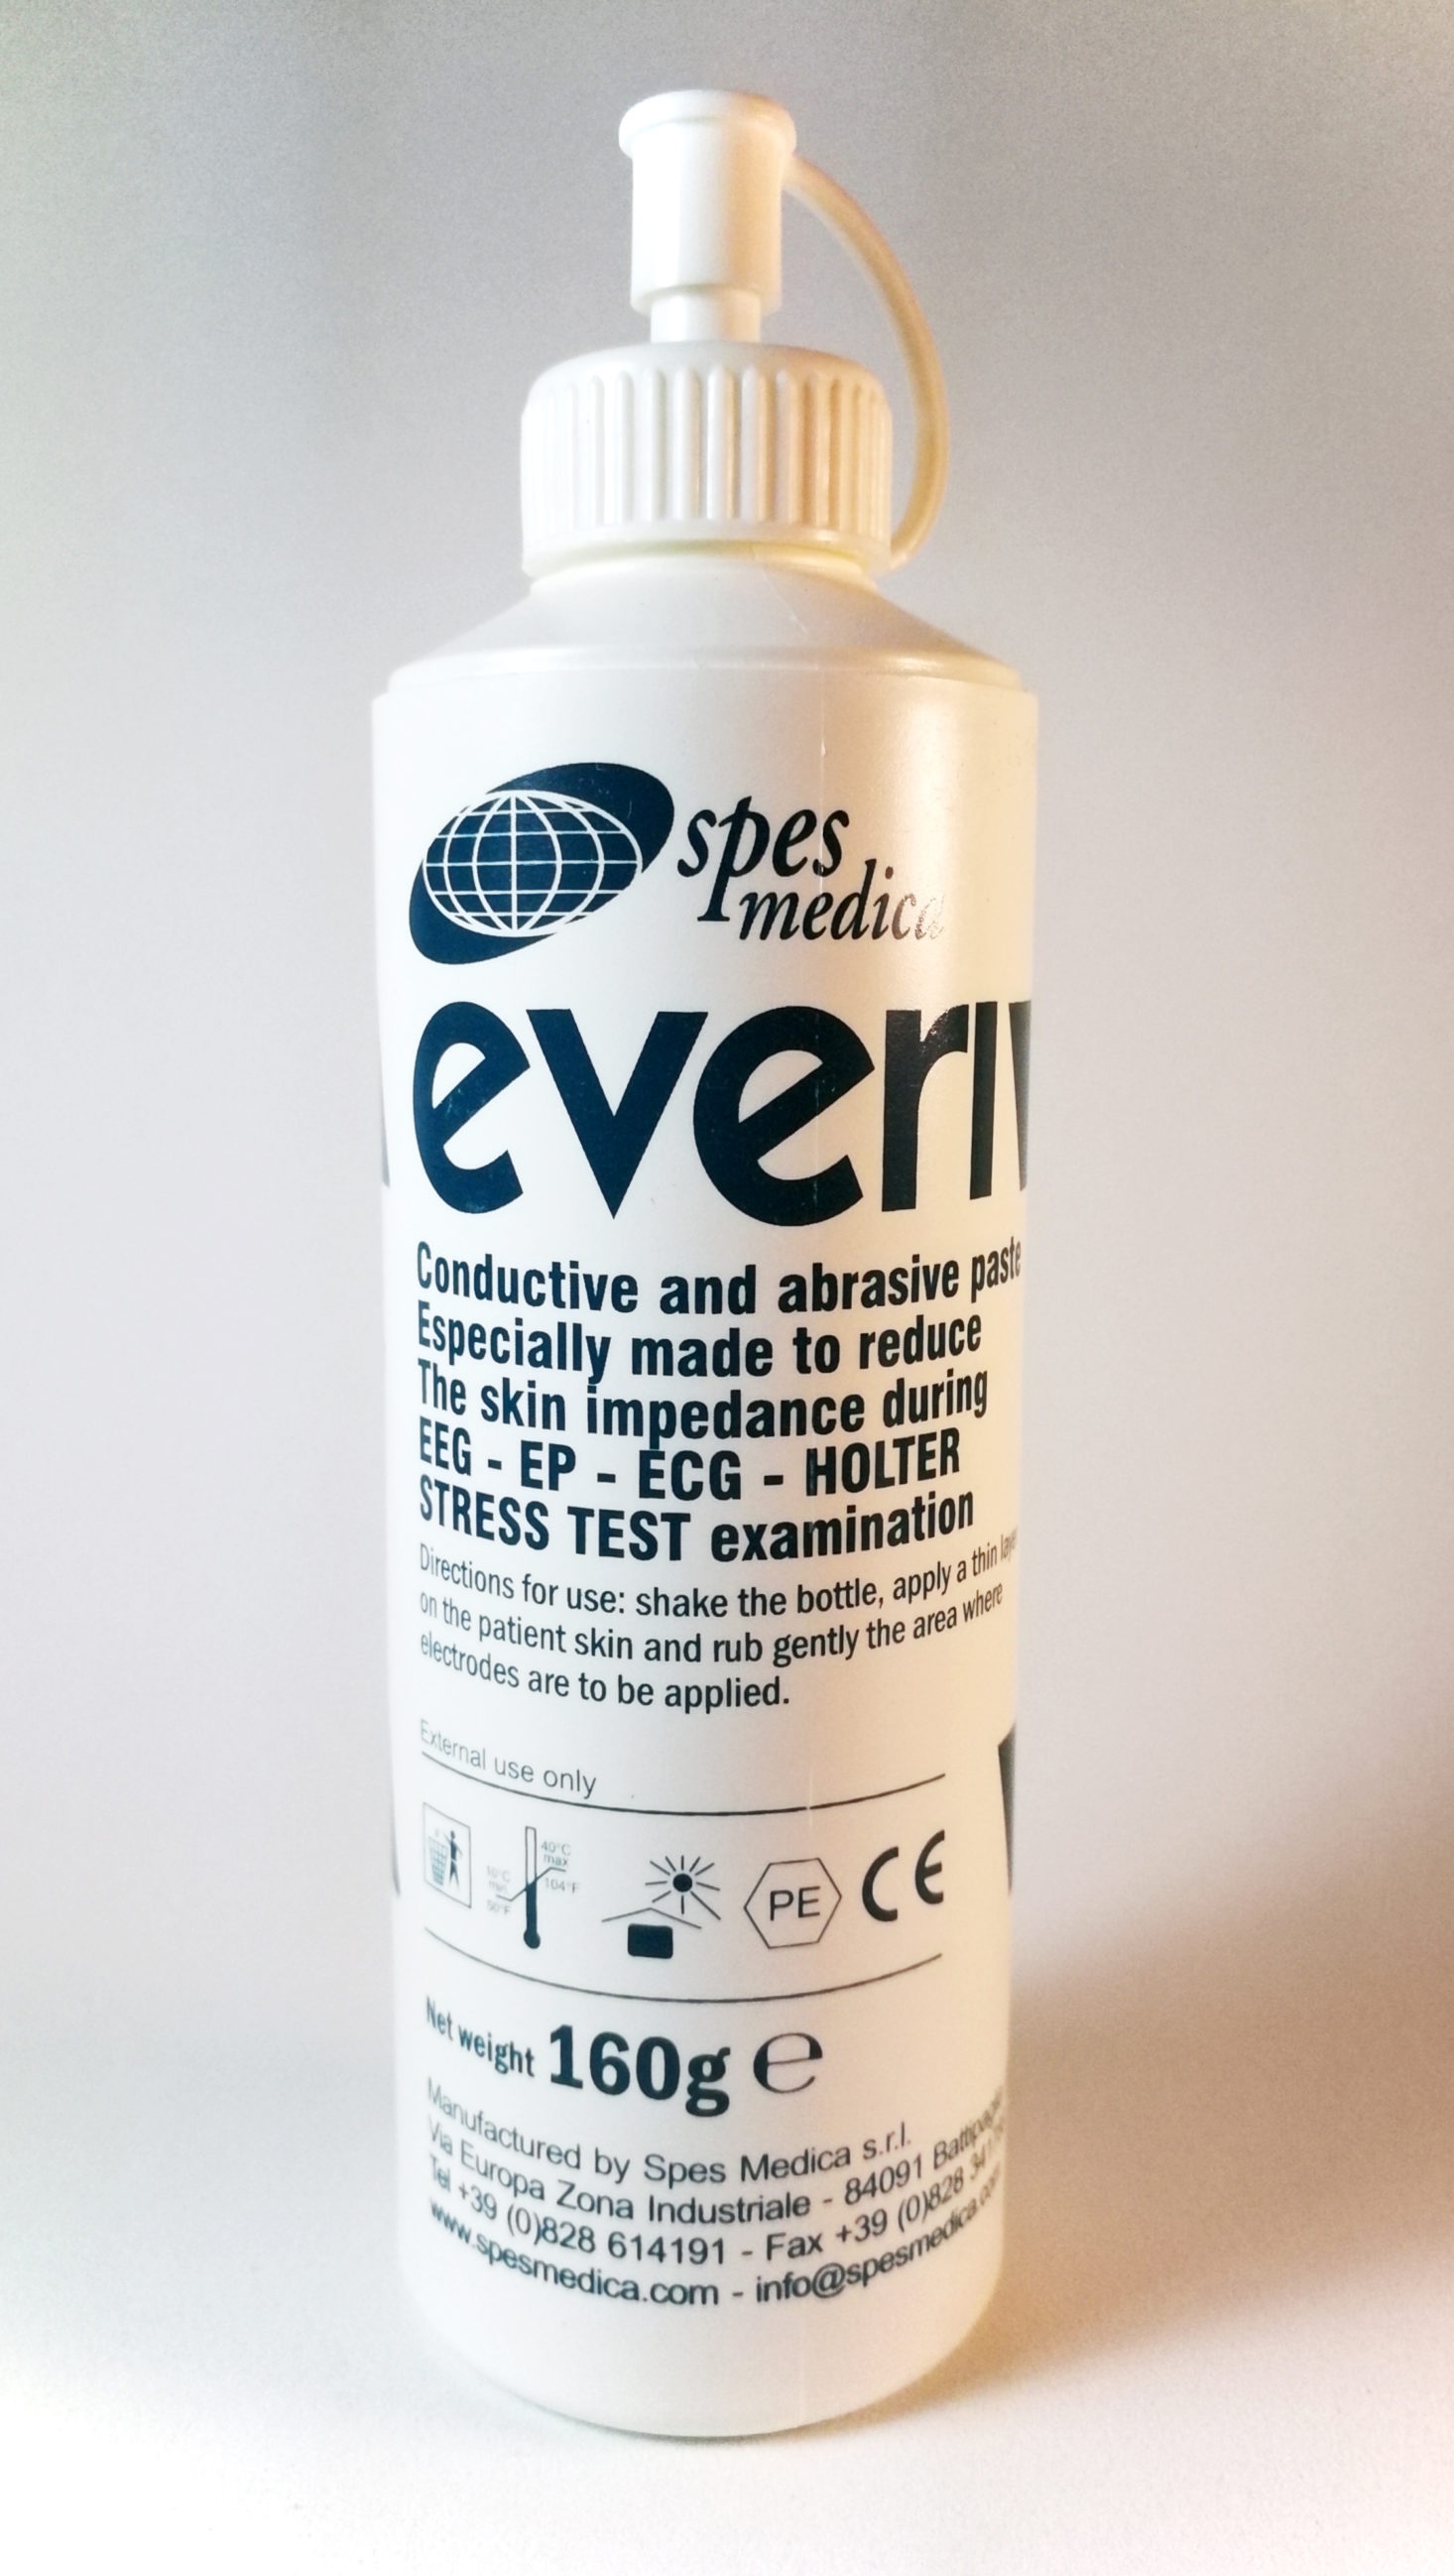 spes
medica
Conductive and abrasive paste
Especially made to reduce
The skin impedance during
EEG - EP - ECG - HOLTER
STRESS TEST examination
Directions for use: shake the bottle, apply a thin
on the patient skin and rub gently the area where
electrodes are to be applied.
External use only
40°C
max
104°F
10°C
min
50°F
PE
CE
Net weight 160g e
Manufactured by Spes Medica s.r.l.
Via Europa Zona Industriale - 84091
Tel +39 (0)828 614191 - Fax +39 (0)828
www.spesmedica.com - info@spesmedica.com